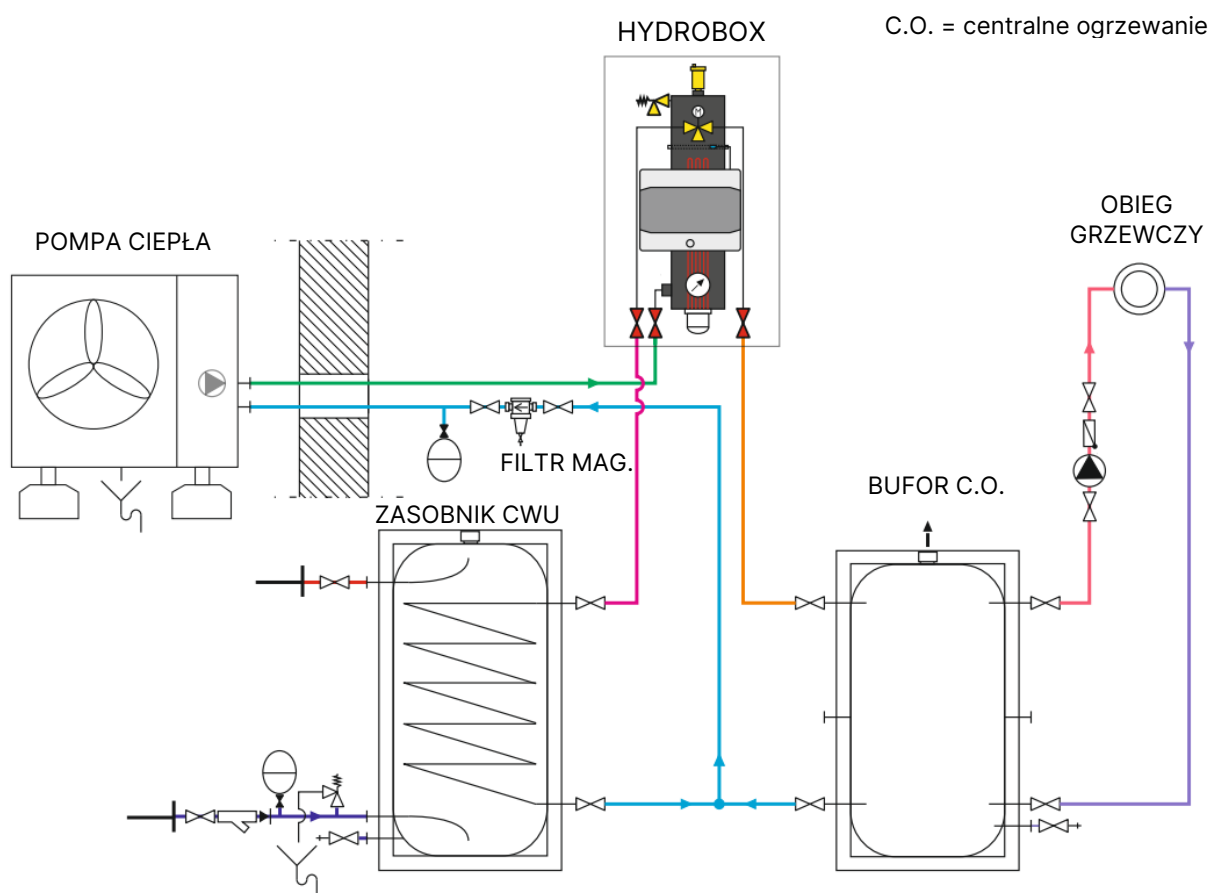 HYDROBOX
C.O. = centralne ogrzewanie
M
POMPA CIEPŁA
OBIEG
GRZEWCZY
FILTR MAG.
BUFOR C.O.
ZASOBNIK CWU